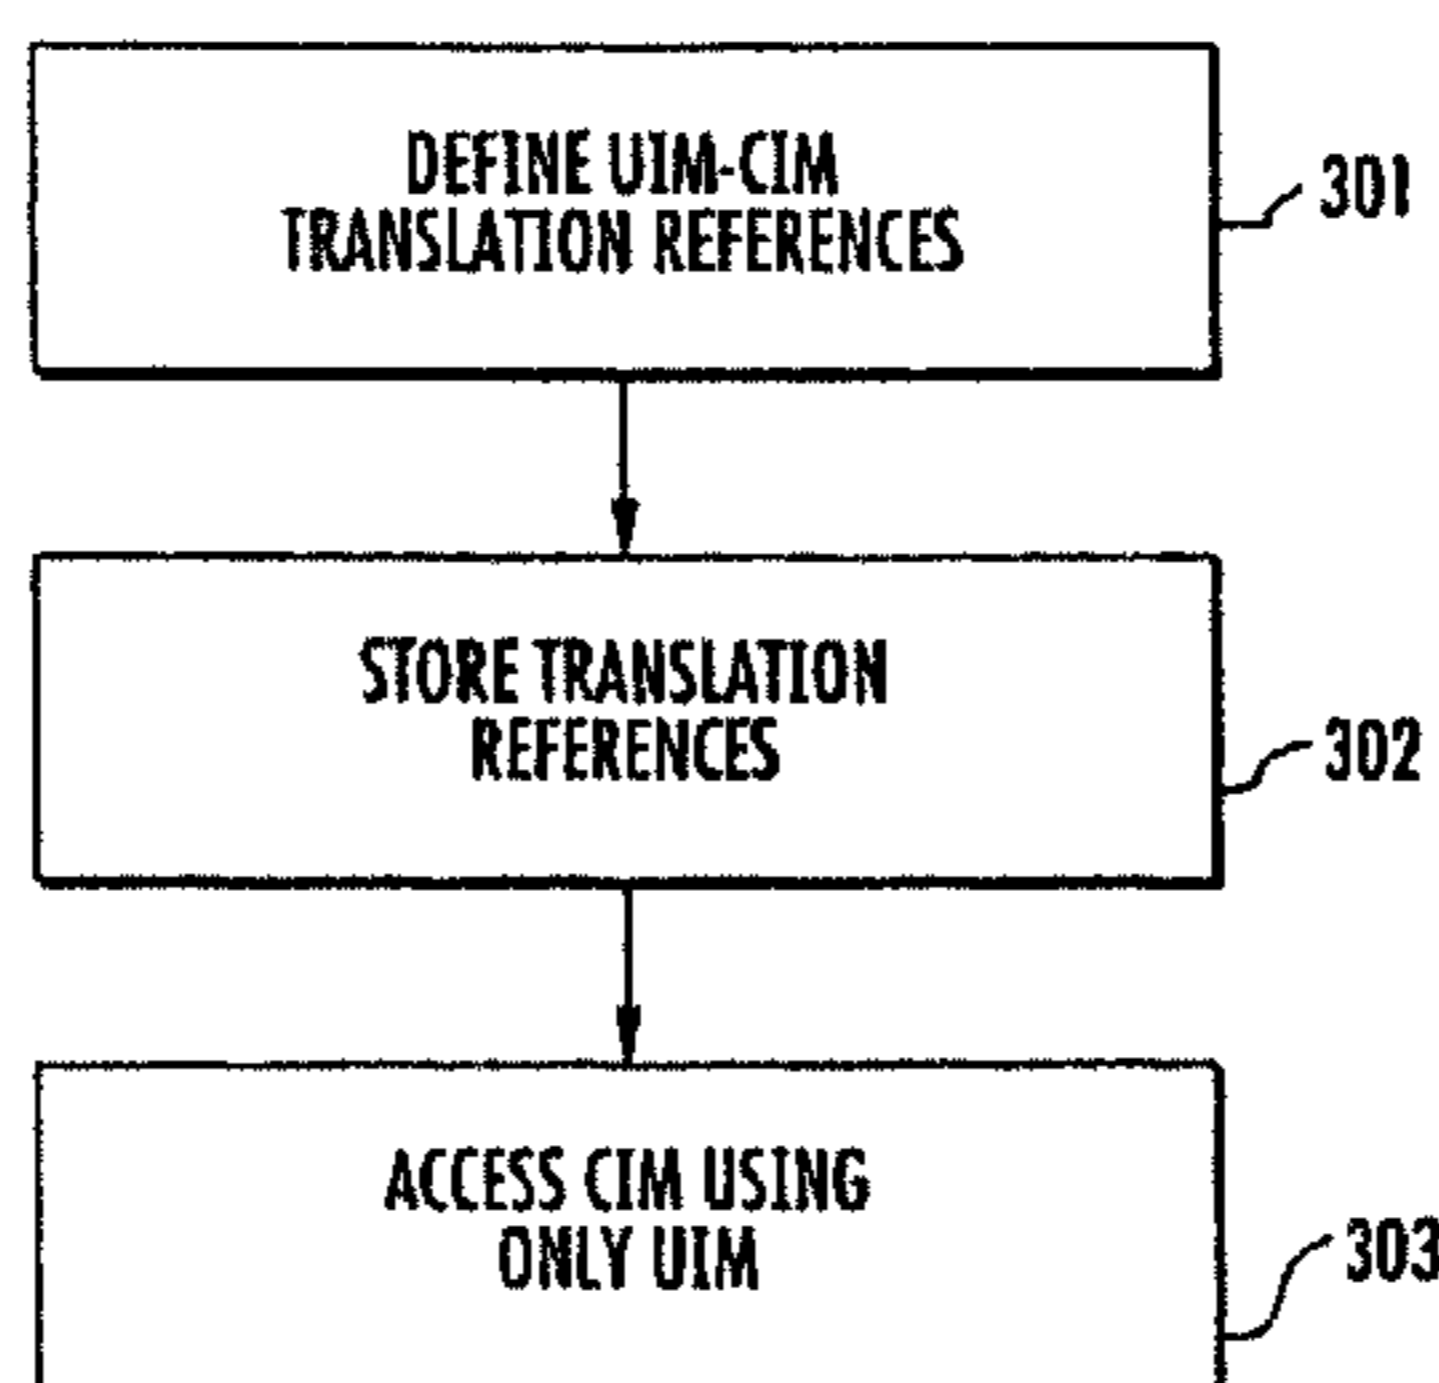 DEFINE UIM-CIM
TRANSLATION REFERENCES
301
STORE TRANSLATION
REFERENCES
302
ACCESS CIM USING
ONLY UIM
303